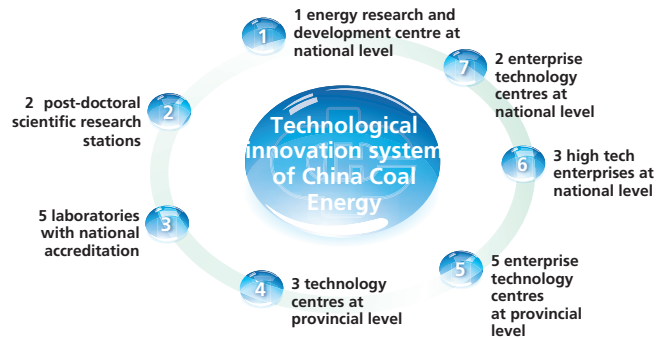 1 energy research and
development centre at
national level
1
2 post-doctoral
scientific research
stations
2
5 laboratories
with national
accreditation
3
3 technology
centres at
provincial level
4
5 enterprise
technology
centres
at provincial
level
5
3 high tech
enterprises at
national level
6
2 enterprise
technology
centres at
national level
7
Technological
innovation system
of China Coal
Energy